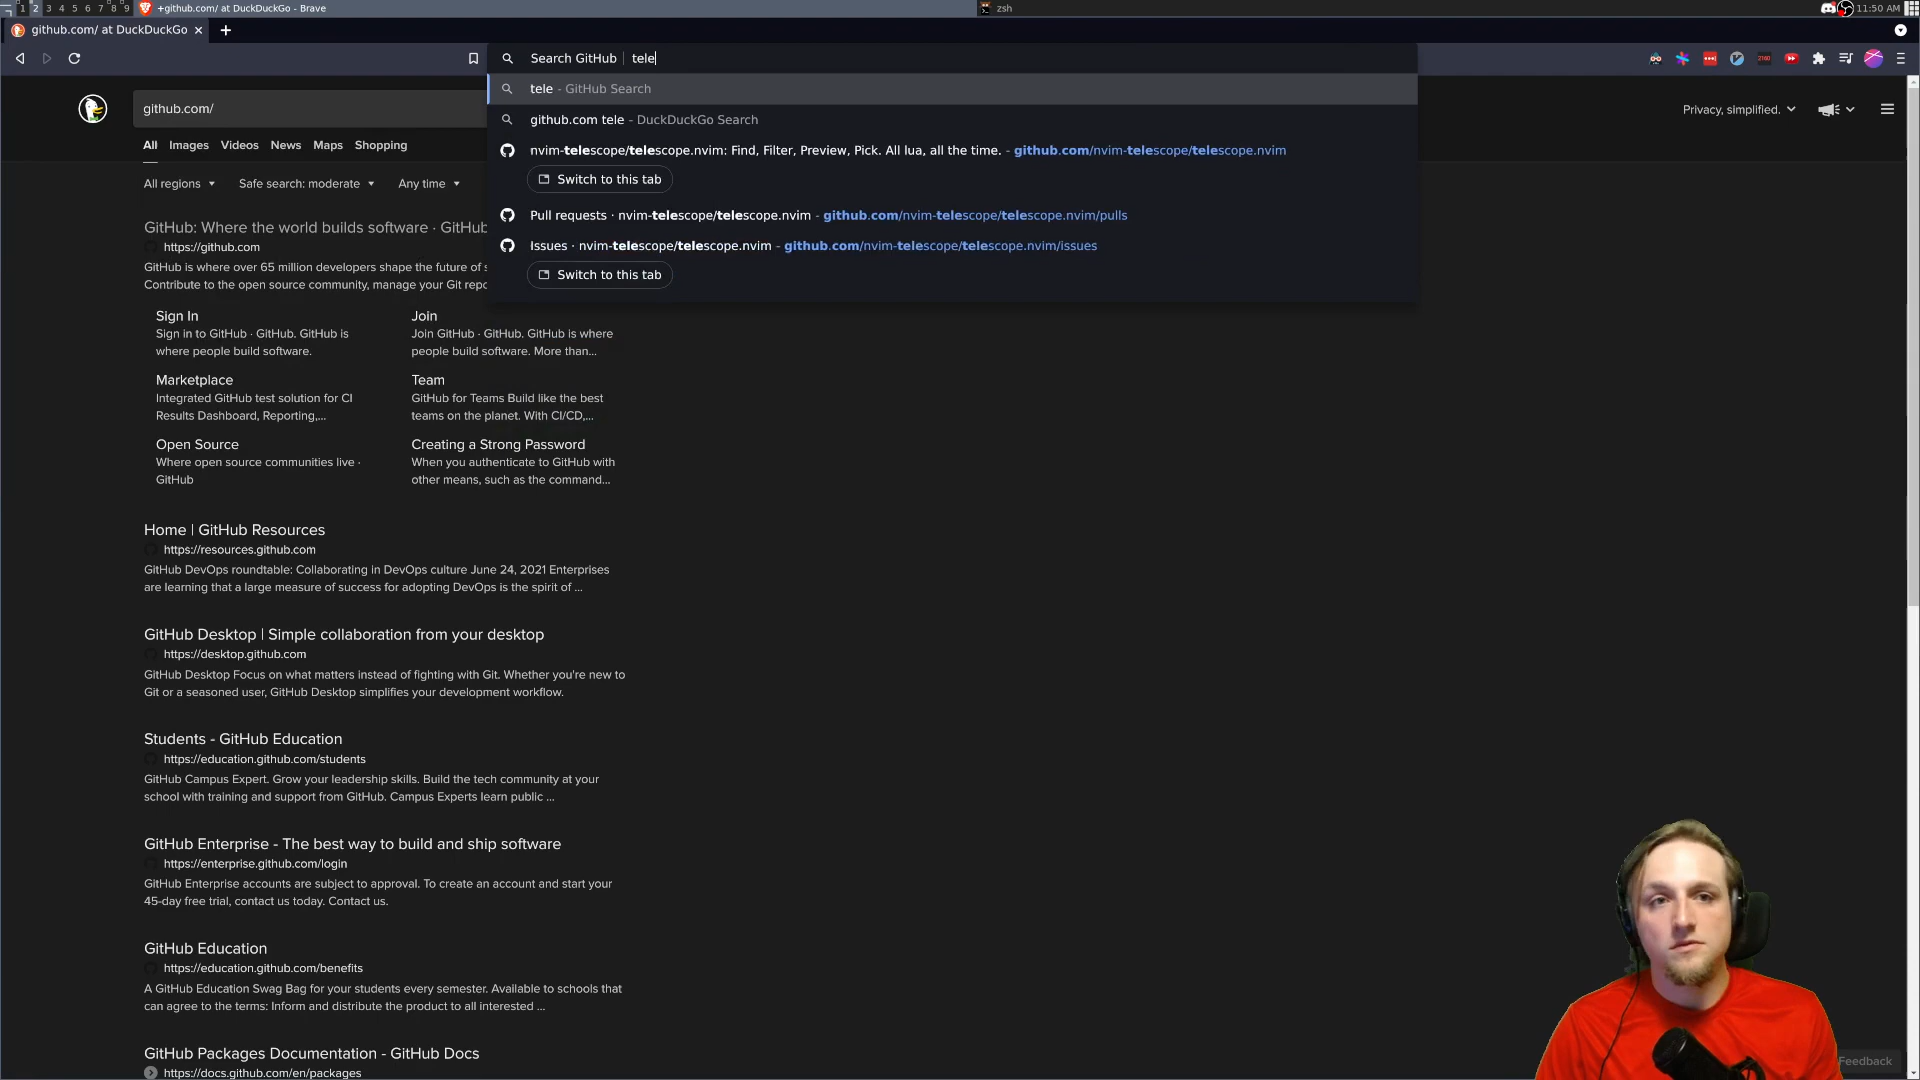 1 2 3 4 5 6 7 8 9 +github.com/ at DuckDuckGo - Brave
zsh
11:50 AM
github.com/ at DuckDuckGo
Search GitHub | tele
2160
tele - GitHub Search
github.com tele - DuckDuckGo Search
nvim-telescope/telescope.nvim: Find, Filter, Preview, Pick. All lua, all the time. - github.com/nvim-telescope/telescope.nvim
Switch to this tab
Pull requests · nvim-telescope/telescope.nvim - github.com/nvim-telescope/telescope.nvim/pulls
Issues · nvim-telescope/telescope.nvim - github.com/nvim-telescope/telescope.nvim/issues
Switch to this tab
github.com/
Privacy, simplified.
All Images Videos News Maps Shopping
All regions Safe search: moderate Any time
GitHub: Where the world builds software · GitHub
https://github.com
GitHub is where over 65 million developers shape the future of s
Contribute to the open source community, manage your Git repo
Sign In
Sign in to GitHub · GitHub. GitHub is
where people build software.
Join
Join GitHub · GitHub. GitHub is where
people build software. More than...
Marketplace
Integrated GitHub test solution for CI
Results Dashboard, Reporting,...
Team
GitHub for Teams Build like the best
teams on the planet. With CI/CD,...
Open Source
Where open source communities live ·
GitHub
Creating a Strong Password
When you authenticate to GitHub with
other means, such as the command...
Home | GitHub Resources
https://resources.github.com
GitHub DevOps roundtable: Collaborating in DevOps culture June 24, 2021 Enterprises
are learning that a large measure of success for adopting DevOps is the spirit of ...
GitHub Desktop | Simple collaboration from your desktop
https://desktop.github.com
GitHub Desktop Focus on what matters instead of fighting with Git. Whether you're new to
Git or a seasoned user, GitHub Desktop simplifies your development workflow.
Students - GitHub Education
https://education.github.com/students
GitHub Campus Expert. Grow your leadership skills. Build the tech community at your
school with training and support from GitHub. Campus Experts learn public ...
GitHub Enterprise - The best way to build and ship software
https://enterprise.github.com/login
GitHub Enterprise accounts are subject to approval. To create an account and start your
45-day free trial, contact us today. Contact us.
GitHub Education
https://education.github.com/benefits
A GitHub Education Swag Bag for your students every semester. Available to schools that
can agree to the terms: Inform and distribute the product to all interested ...
GitHub Packages Documentation - GitHub Docs
https://docs.github.com/en/packages
Feedback